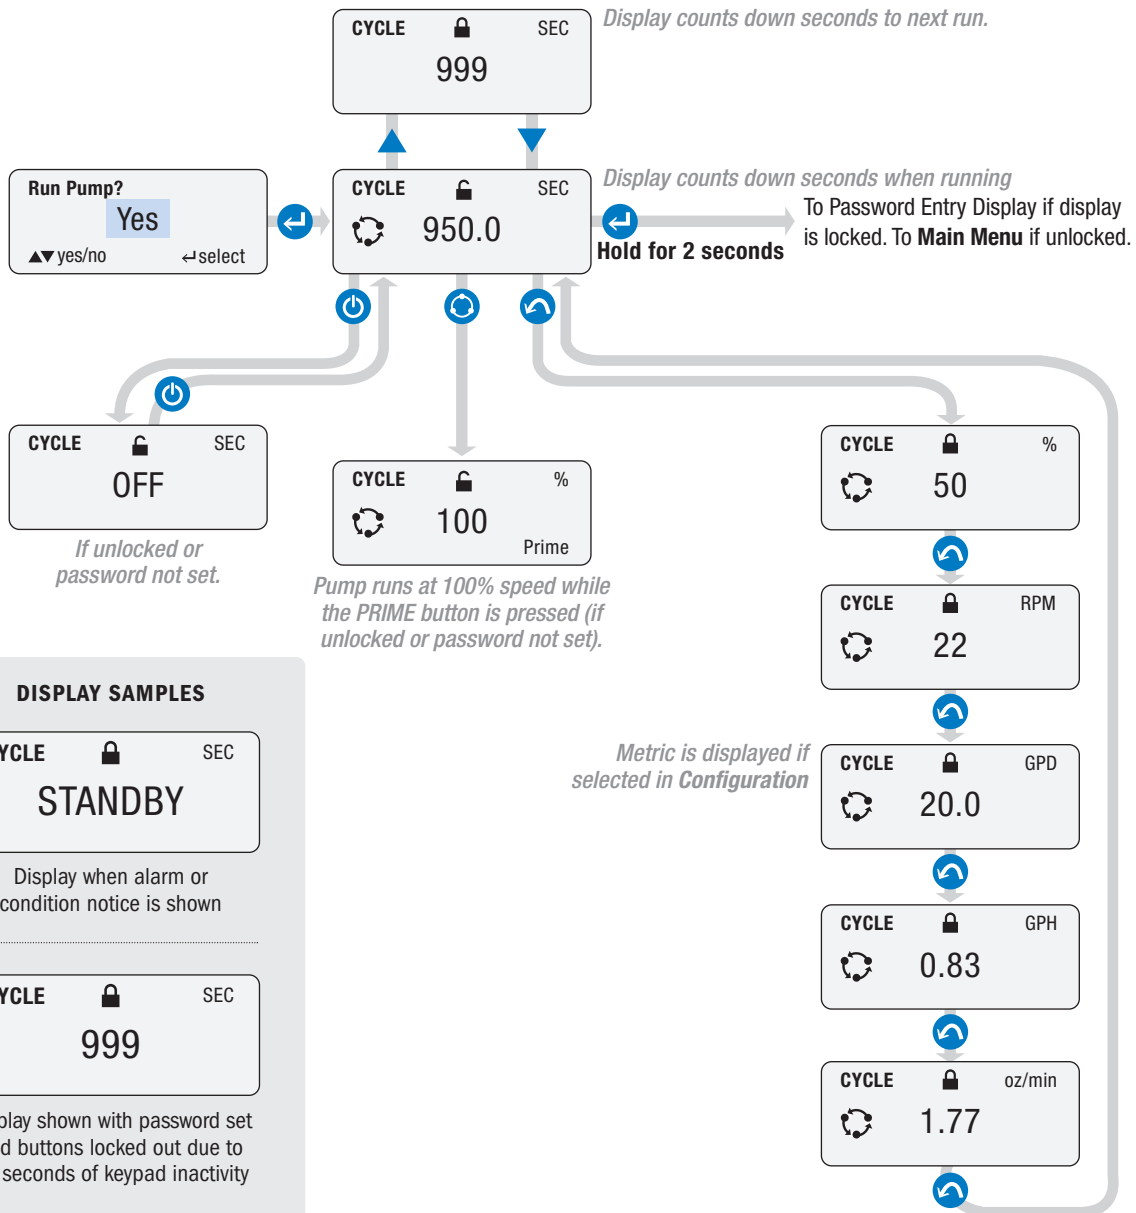 CYCLE SEC
999
Display counts down seconds to next run.
Run Pump?
Yes
▲▼ yes/no ↵ select
CYCLE SEC
950.0
Display counts down seconds when running
Hold for 2 seconds
To Password Entry Display if display
is locked. To Main Menu if unlocked.
CYCLE SEC
OFF
If unlocked or
password not set.
CYCLE %
100
Prime
Pump runs at 100% speed while
the PRIME button is pressed (if
unlocked or password not set).
CYCLE %
50
CYCLE RPM
22
Metric is displayed if
selected in Configuration
CYCLE GPD
20.0
CYCLE GPH
0.83
CYCLE oz/min
1.77
DISPLAY SAMPLES
YCLE SEC
STANDBY
Display when alarm or
condition notice is shown
YCLE SEC
999
play shown with password set
d buttons locked out due to
seconds of keypad inactivity